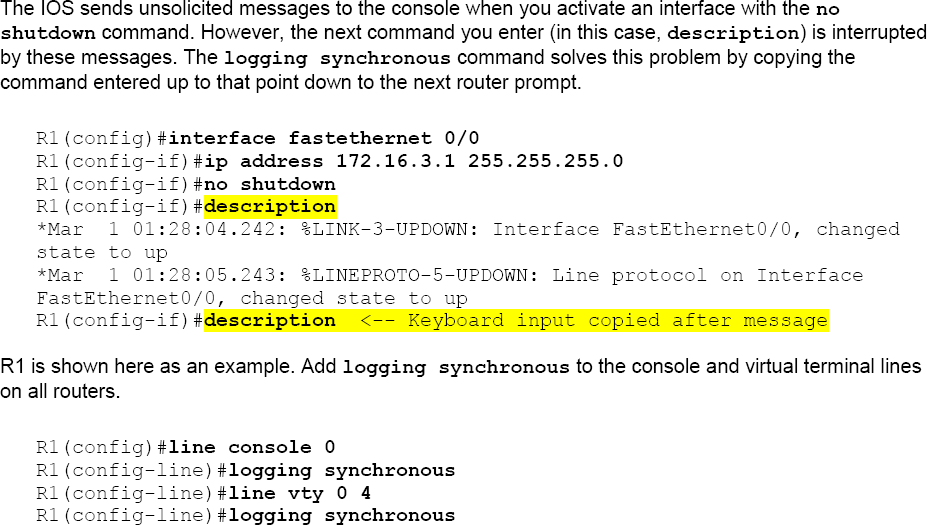 The IOS sends unsolicited messages to the console when you activate an interface with the no
shutdown command. However, the next command you enter (in this case, description) is interrupted
by these messages. The logging synchronous command solves this problem by copying the
command entered up to that point down to the next router prompt.
R1(config)#interface fastethernet 0/0
R1(config-if)#ip address 172.16.3.1 255.255.255.0
R1(config-if)#no shutdown
R1(config-if)#description
*Mar  1 01:28:04.242: %LINK-3-UPDOWN: Interface FastEthernet0/0, changed
state to up
*Mar  1 01:28:05.243: %LINEPROTO-5-UPDOWN: Line protocol on Interface
FastEthernet0/0, changed state to up
R1(config-if)#description  <-- Keyboard input copied after message
R1 is shown here as an example. Add logging synchronous to the console and virtual terminal lines
on all routers.
R1(config)#line console 0
R1(config-line)#logging synchronous
R1(config-line)#line vty 0 4
R1(config-line)#logging synchronous